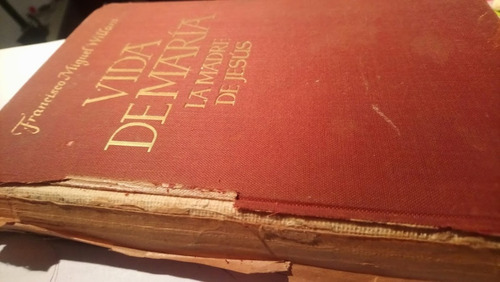 Francisco Miguel Willam
VIDA
DE MARÍA
LA MADRE
DE JESÚS